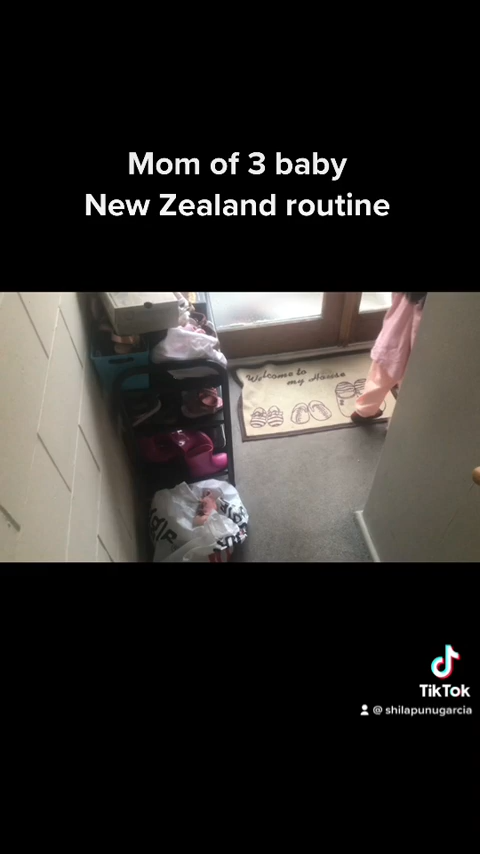 Mom of 3 baby
New Zealand routine
Welcome to
my House
TikTok
@ shilapunugarcia